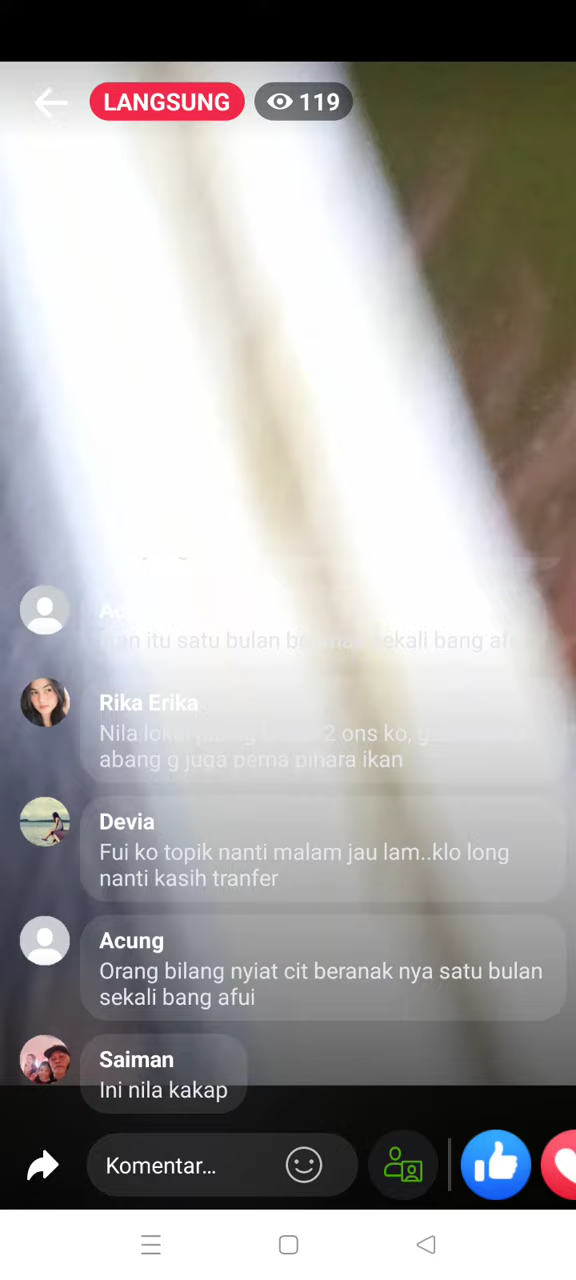 LANGSUNG 119
itu satu bulan sekali bang
Rika Erika
Nila 2 ons ko,
abang g juga perna pihara ikan
Devia
Fui ko topik nanti malam jau lam..klo long
nanti kasih tranfer
Acung
Orang bilang nyiat cit beranak nya satu bulan
sekali bang afui
Saiman
Ini nila kakap
Komentar...